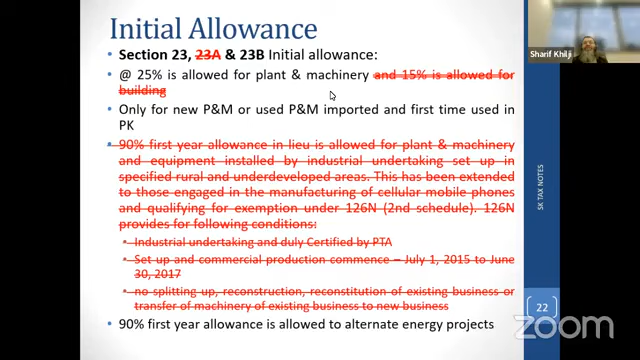 Initial Allowance
Sharif Khilji
• Section 23, 23A & 23B Initial allowance:
• @ 25% is allowed for plant & machinery and 15% is allowed for
building
• Only for new P&M or used P&M imported and first time used in
PK
• 90% first year allowance in lieu is allowed for plant & machinery
and equipment installed by industrial undertaking set up in
specified rural and underdeveloped areas. This has been extended
to those engaged in the manufacturing of cellular mobile phones
and qualifying for exemption under 126N (2nd schedule). 126N
provides for following conditions:
• Industrial undertaking and duly Certified by PTA
• Set up and commercial production commence – July 1, 2015 to June
30, 2017
• no splitting up, reconstruction, reconstitution of existing business or
transfer of machinery of existing business to new business
• 90% first year allowance is allowed to alternate energy projects
SK TAX NOTES
22
zoom